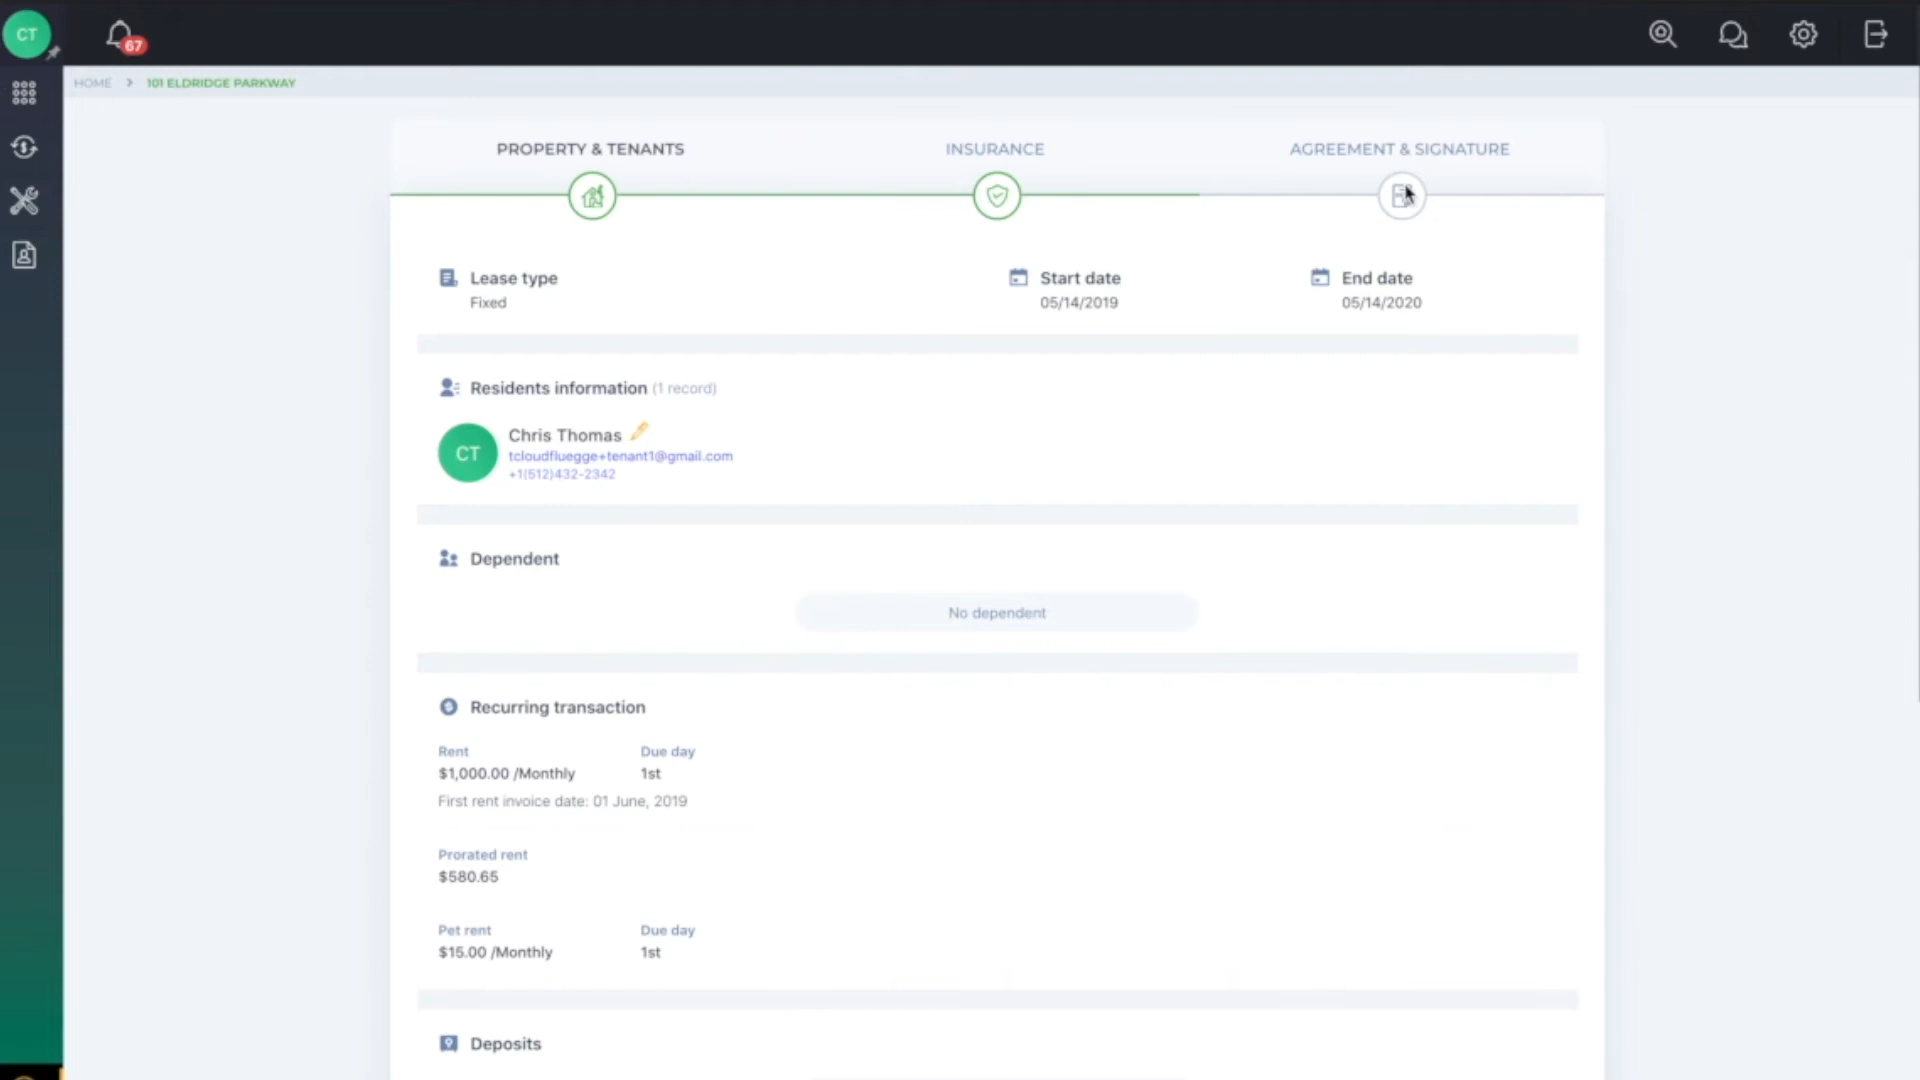 CT
67
HOME > 101 ELDRIDGE PARKWAY
PROPERTY & TENANTS
INSURANCE
AGREEMENT & SIGNATURE
Lease type
Fixed
Start date
05/14/2019
End date
05/14/2020
Residents information (1 record)
CT
Chris Thomas
tcloudfluegge+tenant1@gmail.com
+1(512)432-2342
Dependent
No dependent
Recurring transaction
Rent
Due day
$1,000.00 /Monthly
1st
First rent invoice date: 01 June, 2019
Prorated rent
$580.65
Pet rent
Due day
$15.00 /Monthly
1st
Deposits